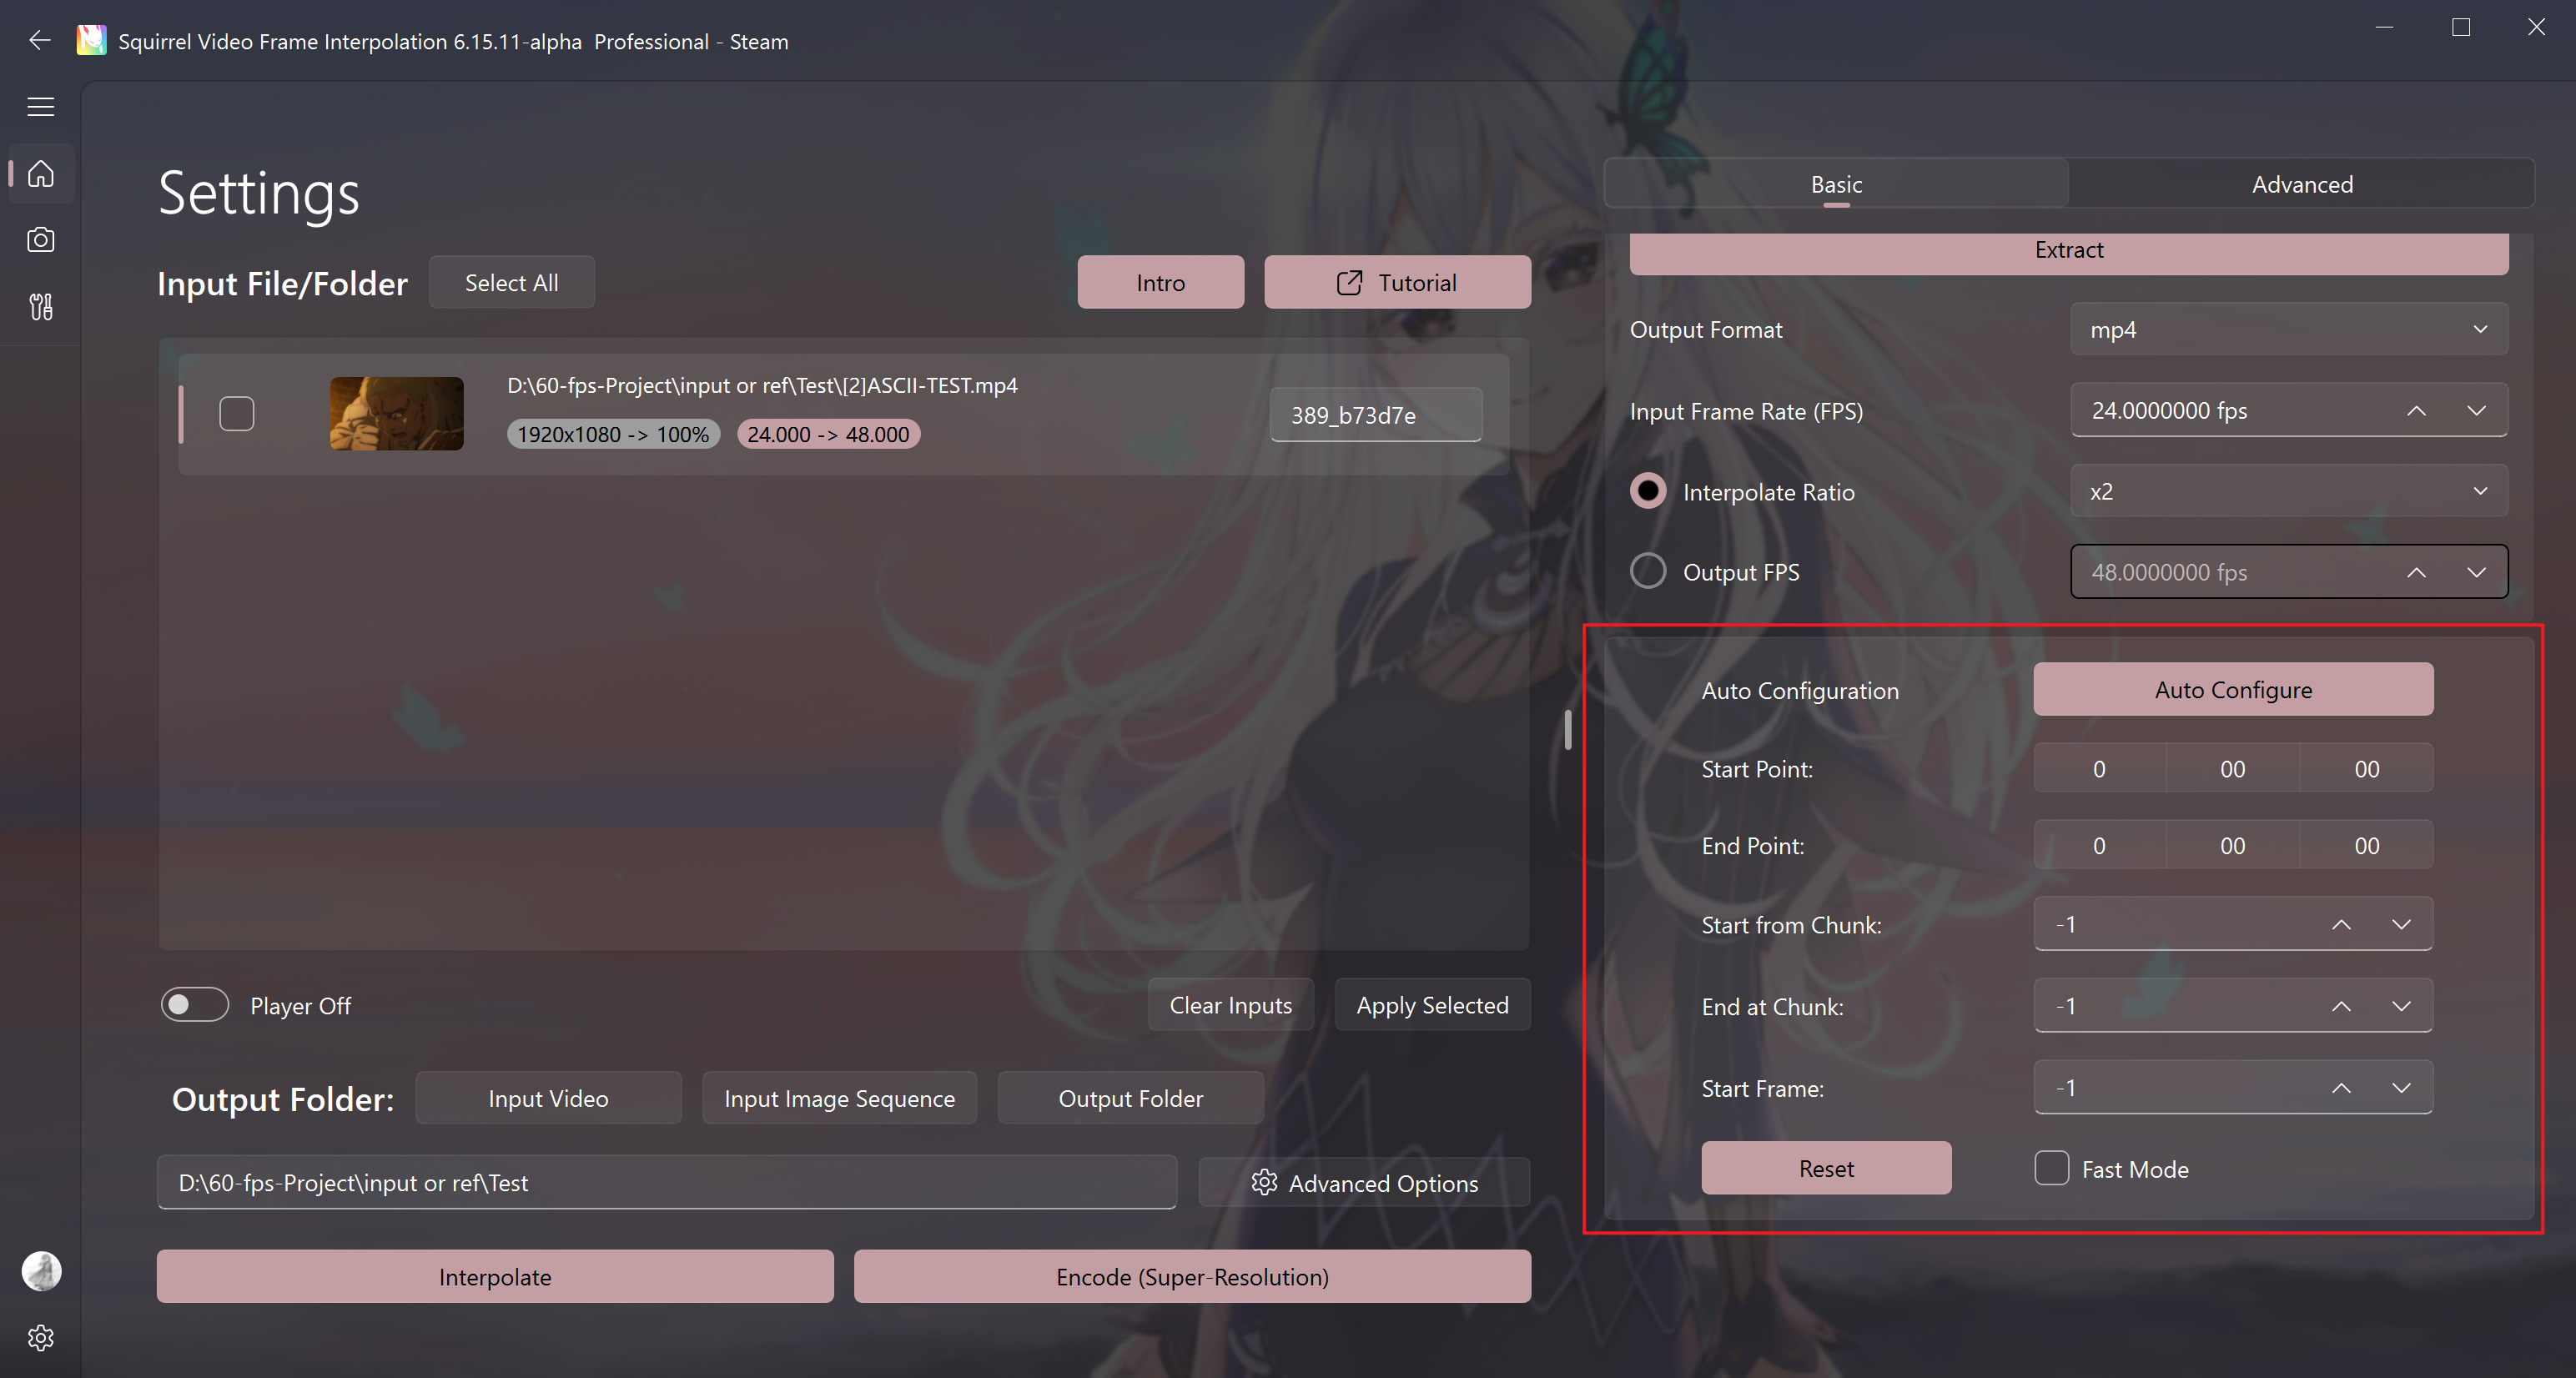 Squirrel Video Frame Interpolation 6.15.11-alpha  Professional - Steam
Settings
Input File/Folder
Select All
Intro
Tutorial
D:\60-fps-Project\input or ref\Test\[2]ASCII-TEST.mp4
1920x1080 -> 100%
24.000 -> 48.000
389_b73d7e
Player Off
Clear Inputs
Apply Selected
Output Folder:
Input Video
Input Image Sequence
Output Folder
D:\60-fps-Project\input or ref\Test
Advanced Options
Interpolate
Encode (Super-Resolution)
Basic
Advanced
Extract
Output Format
mp4
Input Frame Rate (FPS)
24.0000000 fps
Interpolate Ratio
x2
Output FPS
48.0000000 fps
Auto Configuration
Auto Configure
Start Point:
0 00 00
End Point:
0 00 00
Start from Chunk:
-1
End at Chunk:
-1
Start Frame:
-1
Reset
Fast Mode